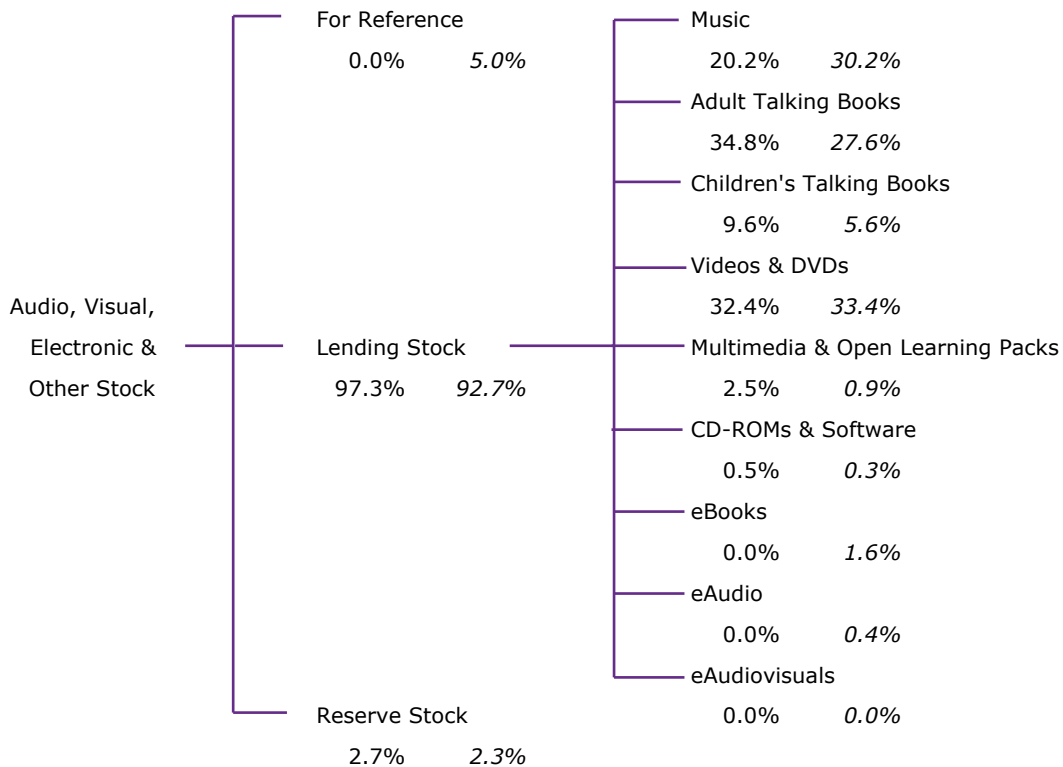 For Reference
0.0% 5.0%
Audio, Visual,
Electronic &
Other Stock
Lending Stock
97.3% 92.7%
Reserve Stock
2.7% 2.3%
Music
20.2% 30.2%
Adult Talking Books
34.8% 27.6%
Children's Talking Books
9.6% 5.6%
Videos & DVDs
32.4% 33.4%
Multimedia & Open Learning Packs
2.5% 0.9%
CD-ROMs & Software
0.5% 0.3%
eBooks
0.0% 1.6%
eAudio
0.0% 0.4%
eAudiovisuals
0.0% 0.0%